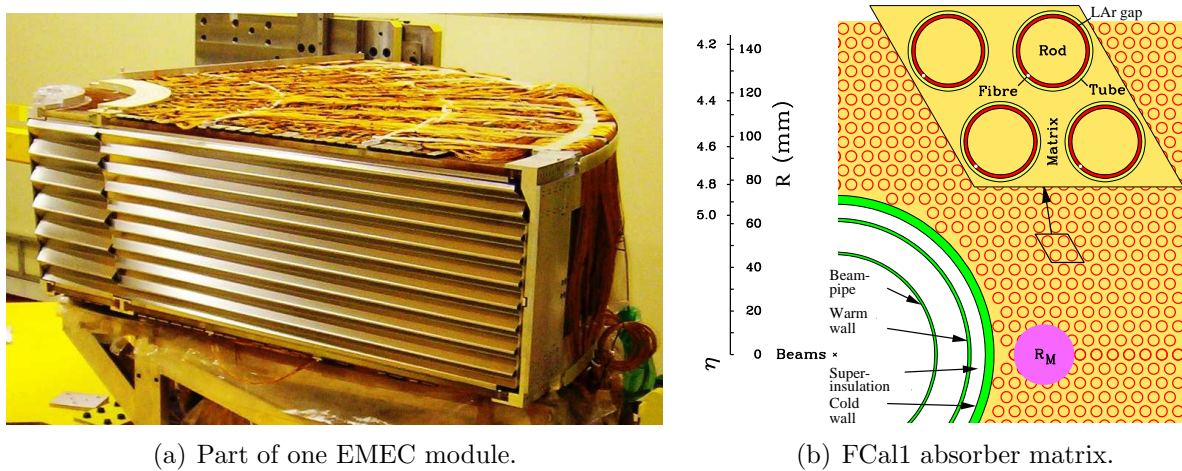 4.2
4.4
4.6
4.8
5.0
η
140
120
100
80
60
40
20
0
R (mm)
LAr gap
Rod
Fibre
Tube
Matrix
Beam-
pipe
Warm
wall
Beams
Super-
insulation
Cold
wall
R_M
(a) Part of one EMEC module.
(b) FCal1 absorber matrix.